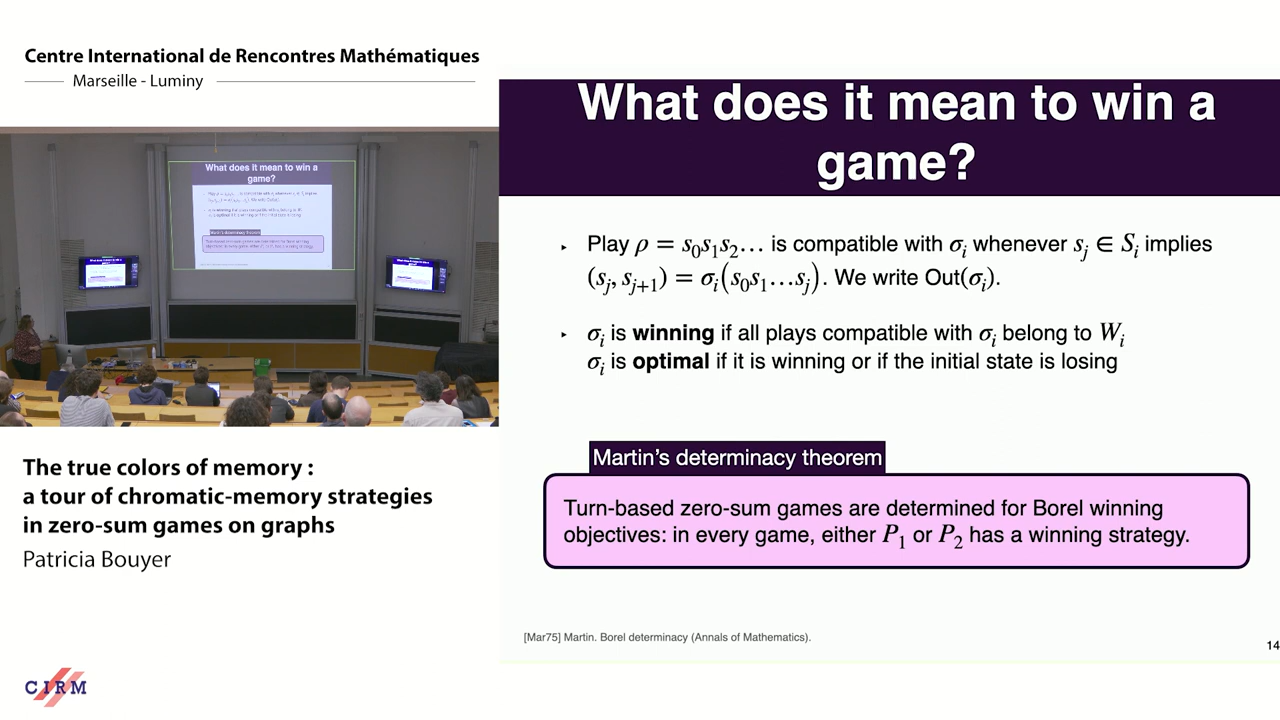 Centre International de Rencontres Mathématiques
Marseille - Luminy
What does it mean to win a
game?
▸ Play ρ = s₀s₁s₂… is compatible with σᵢ whenever sⱼ ∈ Sᵢ implies
(sⱼ, sⱼ₊₁) = σᵢ(s₀s₁…sⱼ). We write Out(σᵢ).
▸ σᵢ is winning if all plays compatible with σᵢ belong to Wᵢ
σᵢ is optimal if it is winning or if the initial state is losing
Martin's determinacy theorem
Turn-based zero-sum games are determined for Borel winning
objectives: in every game, either P₁ or P₂ has a winning strategy.
[Mar75] Martin. Borel determinacy (Annals of Mathematics).
14
What does it mean to win a
game?
Martin's determinacy theorem
The true colors of memory :
a tour of chromatic-memory strategies
in zero-sum games on graphs
Patricia Bouyer
CIRM